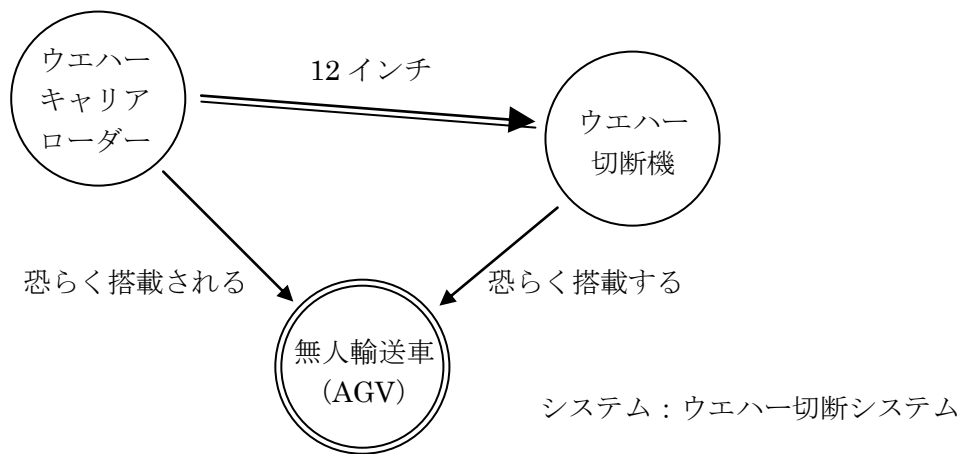 ウエハー
キャリア
ローダー
12 インチ
ウエハー
切断機
恐らく搭載される
恐らく搭載する
無人輸送車
(AGV)
システム：ウエハー切断システム